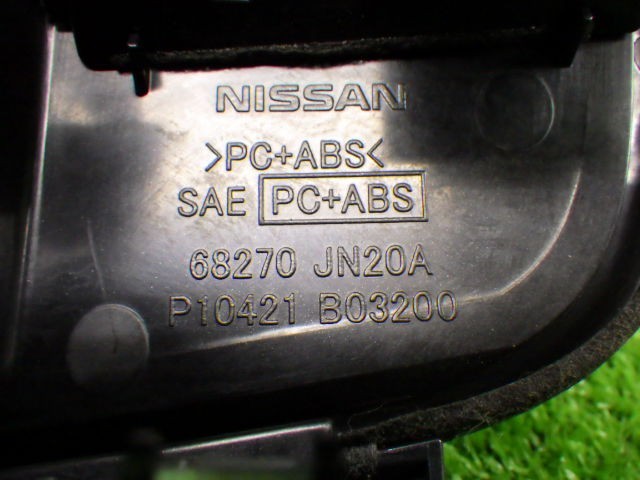 NISSAN
>PC+ABS<
SAE PC+ABS
68270 JN20A
P10421 B03200